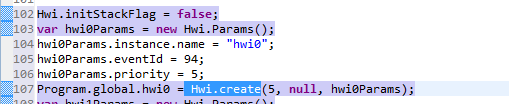 102 Hwi.initStackFlag = false;
103 var hwi0Params = new Hwi.Params();
104 hwi0Params.instance.name = "hwi0";
105 hwi0Params.eventId = 94;
106 hwi0Params.priority = 5;
107 Program.global.hwi0 = Hwi.create(5, null, hwi0Params);
108 var hwi1Params = new Hwi.Params();